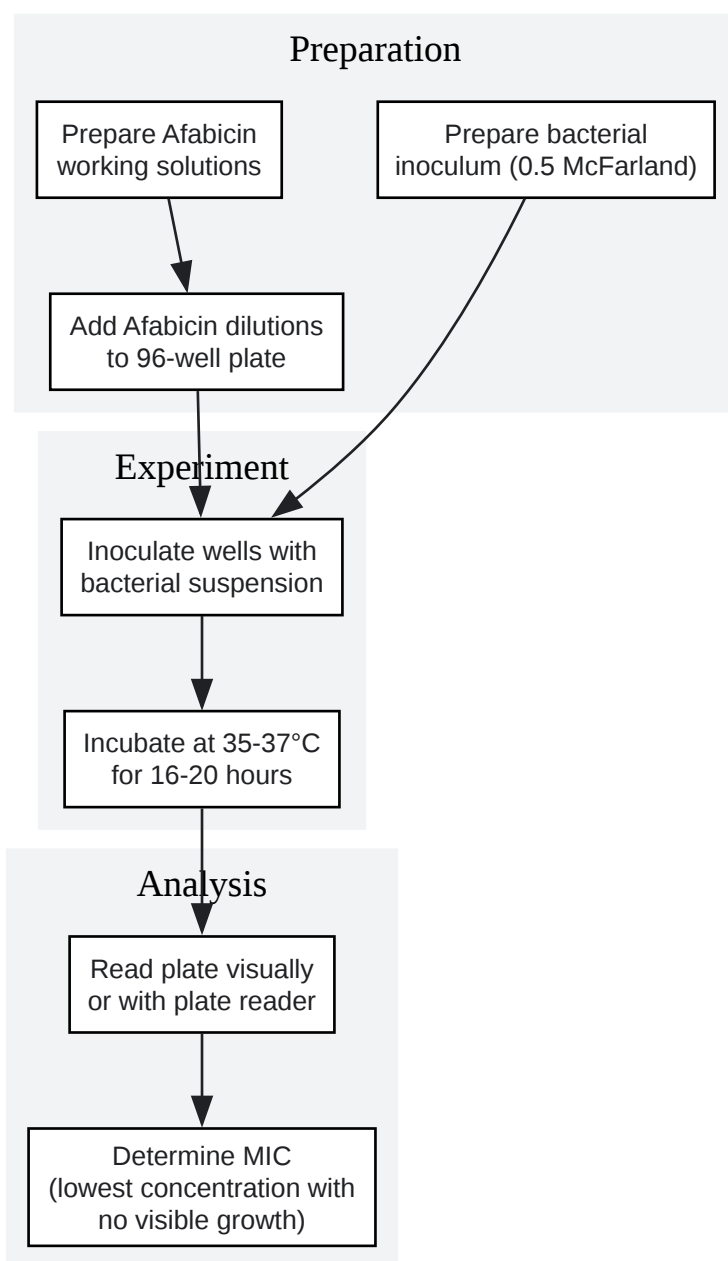 Preparation
Prepare Afabicin
working solutions
Prepare bacterial
inoculum (0.5 McFarland)
Add Afabicin dilutions
to 96-well plate
Experiment
Inoculate wells with
bacterial suspension
Incubate at 35-37°C
for 16-20 hours
Analysis
Read plate visually
or with plate reader
Determine MIC
(lowest concentration with
no visible growth)